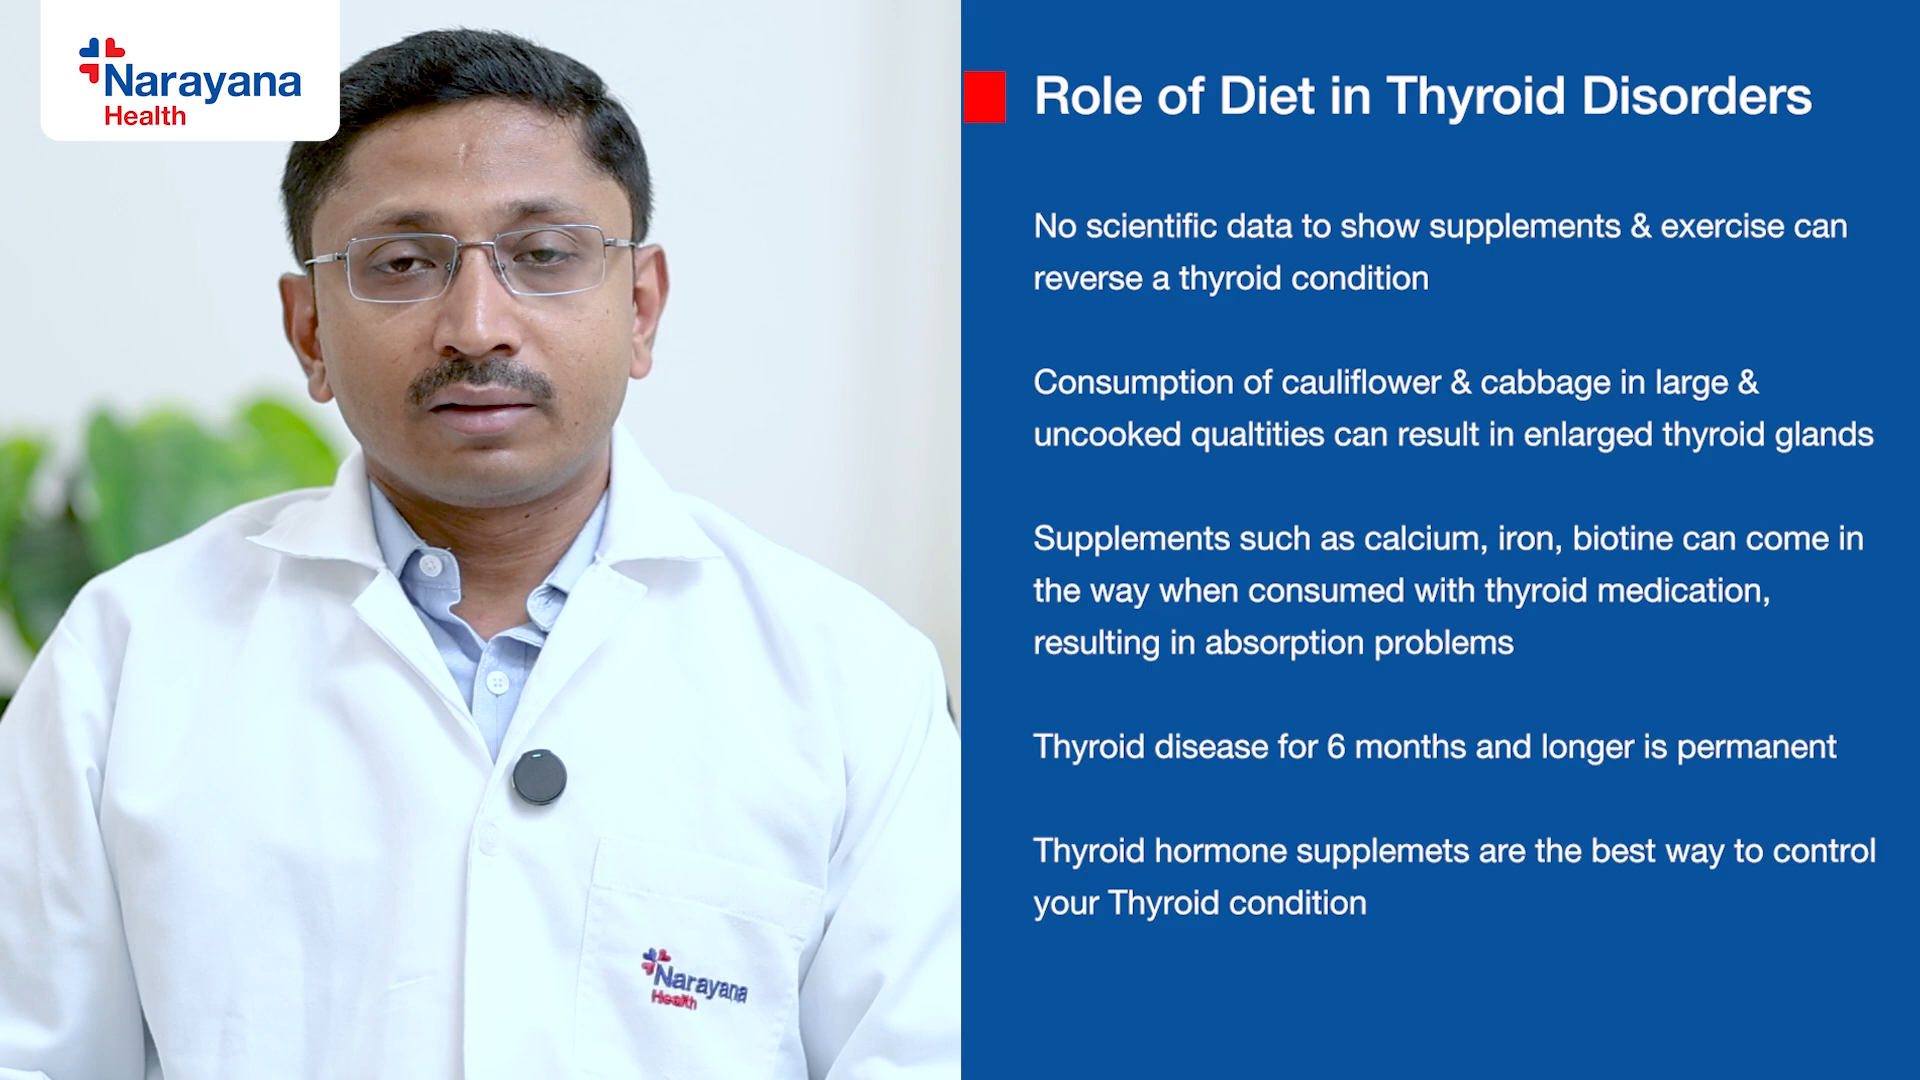 Narayana
Health
Role of Diet in Thyroid Disorders
No scientific data to show supplements & exercise can
reverse a thyroid condition
Consumption of cauliflower & cabbage in large &
uncooked qualtities can result in enlarged thyroid glands
Supplements such as calcium, iron, biotine can come in
the way when consumed with thyroid medication,
resulting in absorption problems
Thyroid disease for 6 months and longer is permanent
Thyroid hormone supplemets are the best way to control
your Thyroid condition
Narayana
Health